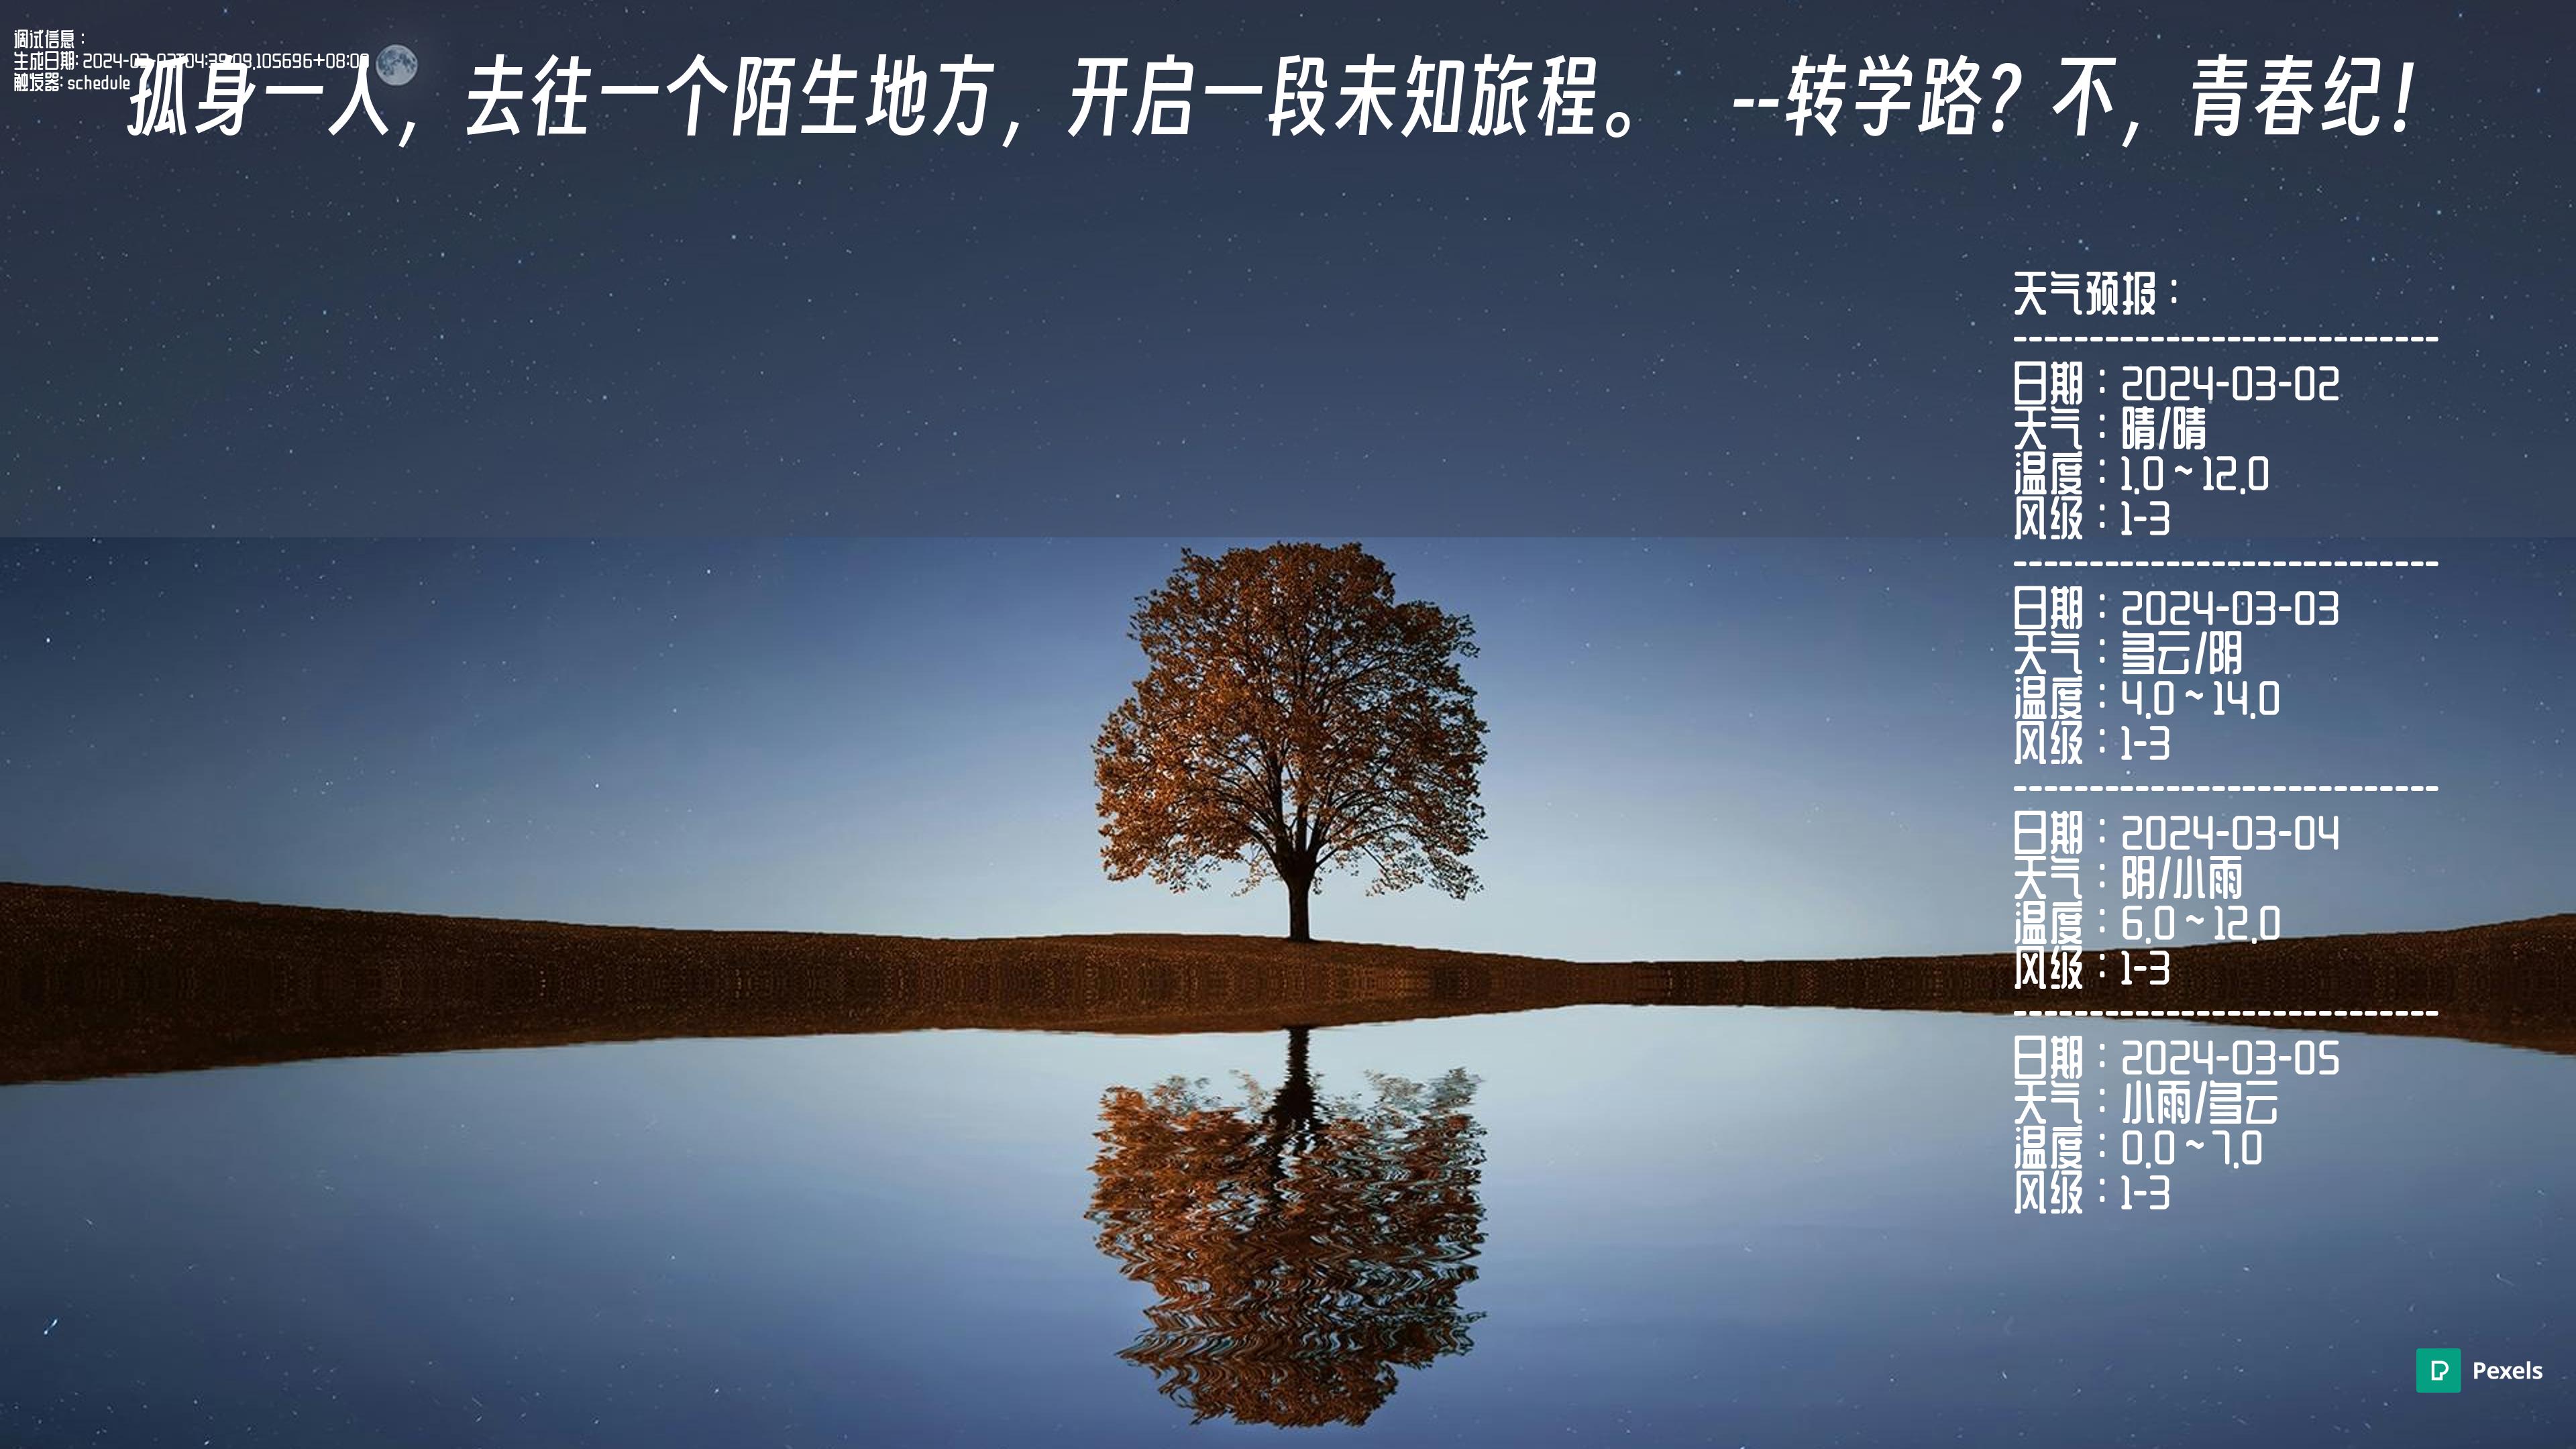 调试信息：
生成日期: 2024-03-02T04:39:09.105696+08:00
触发器: schedule
孤身一人，去往一个陌生地方，开启一段未知旅程。 --转学路？不，青春纪！
天气预报：
----------------------------
日期：2024-03-02
天气：晴/晴
温度：1.0 ~ 12.0
风级：1-3
----------------------------
日期：2024-03-03
天气：多云/阴
温度：4.0 ~ 14.0
风级：1-3
----------------------------
日期：2024-03-04
天气：阴/小雨
温度：6.0 ~ 12.0
风级：1-3
----------------------------
日期：2024-03-05
天气：小雨/多云
温度：0.0 ~ 7.0
风级：1-3
Pexels